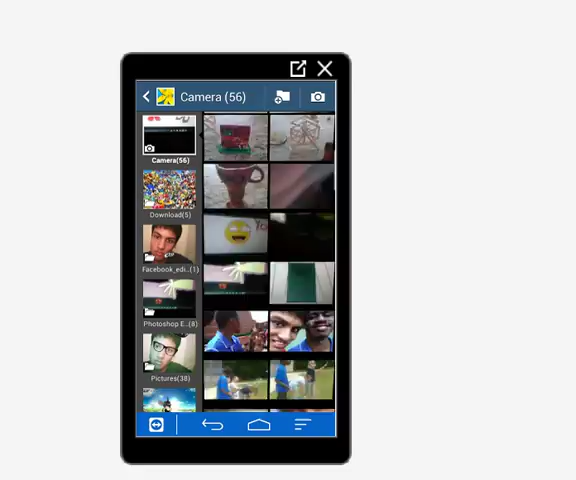 Camera (56)
Camera(56)
Download(5)
Facebook_edi..(1)
Photoshop E..(8)
Pictures(38)